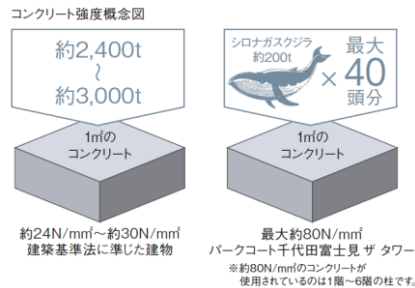 コンクリート強度概念図
約2,400t
〜
約3,000t
1㎡の
コンクリート
約24N/m㎡〜約30N/m㎡
建築基準法に準じた建物
シロナガスクジラ
約200t
×
最大
40
頭分
1㎡の
コンクリート
最大約80N/m㎡
パークコート千代田富士見 ザ タワー
※約80N/m㎡のコンクリートが
使用されているのは1階〜6階の柱です。